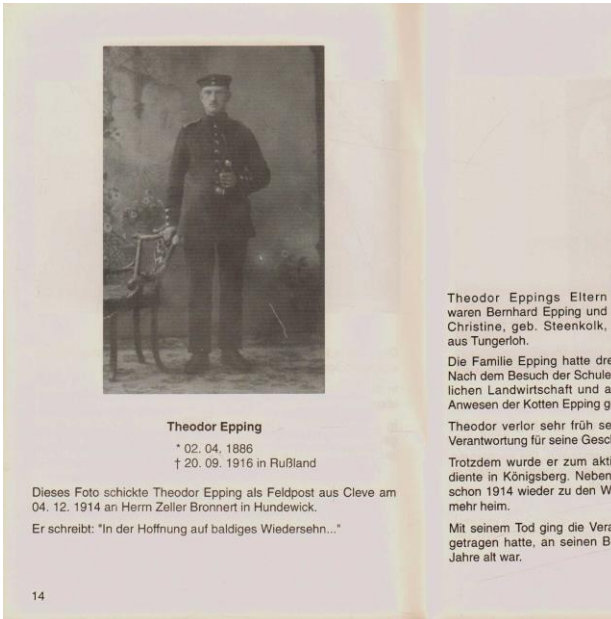 Theodor Epping
* 02. 04. 1886
† 20. 09. 1916 in Rußland
Dieses Foto schickte Theodor Epping als Feldpost aus Cleve am
04. 12. 1914 an Herrn Zeller Bronnert in Hundewick.
Er schreibt: "In der Hoffnung auf baldiges Wiedersehn..."
14
Theodor Eppings Eltern
waren Bernhard Epping und
Christine, geb. Steenkolk,
aus Tungerloh.
Die Familie Epping hatte
Nach dem Besuch der Schule
lichen Landwirtschaft und
Anwesen der Kotten Epping
Theodor verlor sehr früh
Verantwortung für seine
Trotzdem wurde er zum
diente in Königsberg. Neben
schon 1914 wieder zu den
mehr heim.
Mit seinem Tod ging die
getragen hatte, an seinen
Jahre alt war.